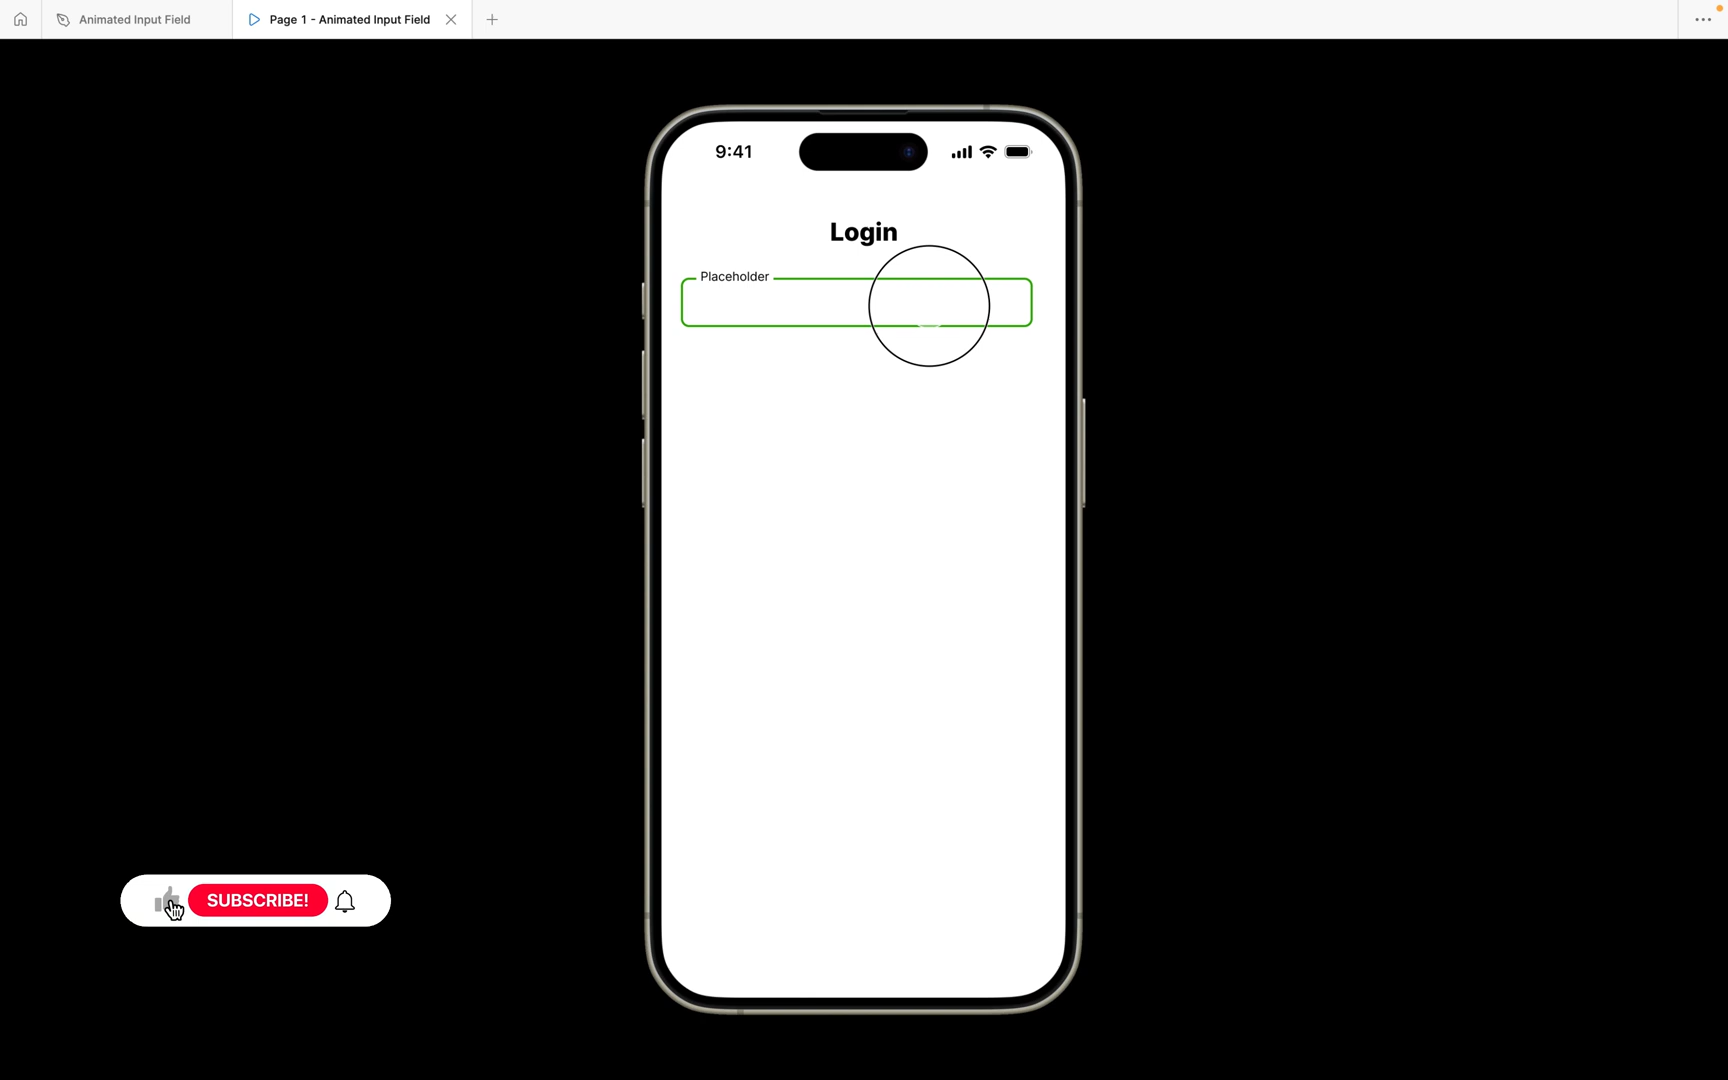 Animated Input Field
Page 1 - Animated Input Field
9:41
Login
Placeholder
SUBSCRIBE!